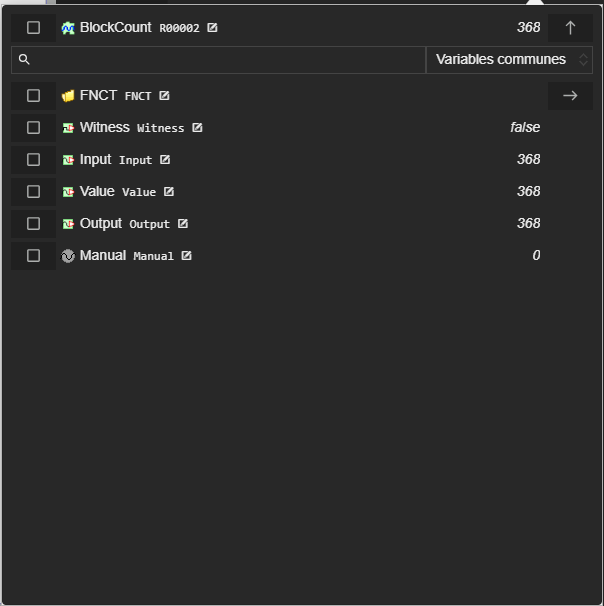 BlockCount R00002 368
Variables communes
FNCT FNCT
Witness Witness false
Input Input 368
Value Value 368
Output Output 368
Manual Manual 0